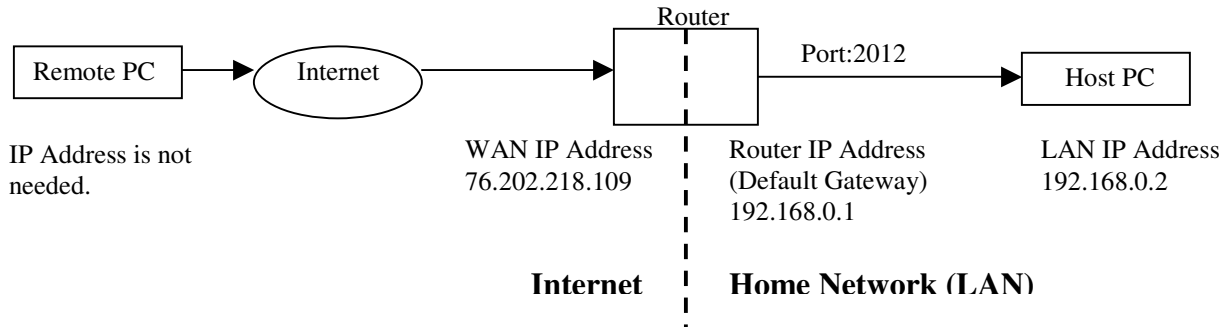 Router
Remote PC
Internet
Port:2012
Host PC
IP Address is not
needed.
WAN IP Address
76.202.218.109
Router IP Address
(Default Gateway)
192.168.0.1
LAN IP Address
192.168.0.2
Internet
Home Network (LAN)